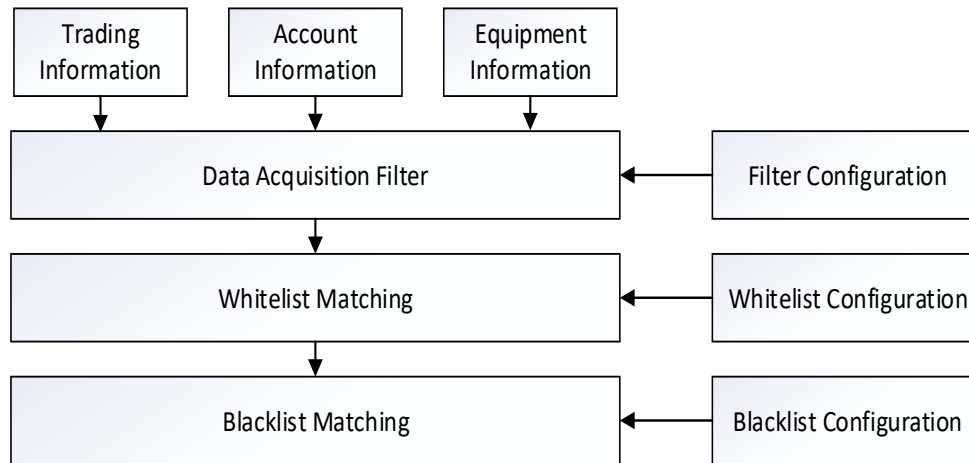 Trading
Information
Account
Information
Equipment
Information
Data Acquisition Filter
Filter Configuration
Whitelist Matching
Whitelist Configuration
Blacklist Matching
Blacklist Configuration